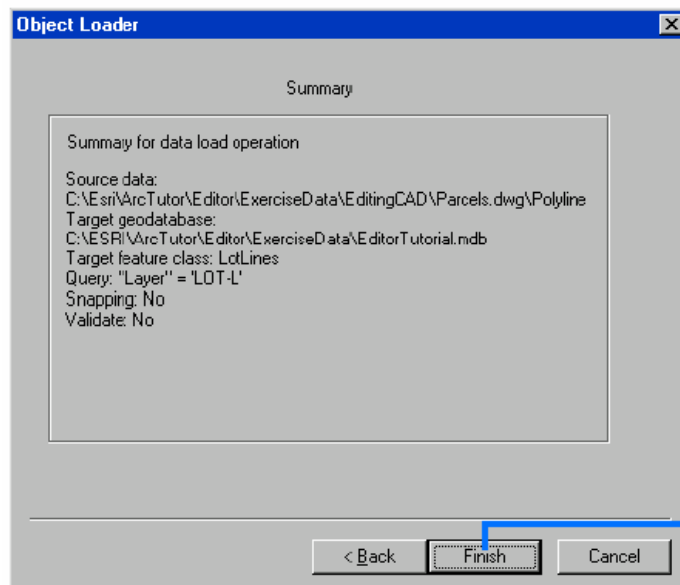 Object Loader
Summary
Summary for data load operation
Source data:
C:\Esri\ArcTutor\Editor\ExerciseData\EditingCAD\Parcels.dwg\Polyline
Target geodatabase:
C:\ESRI\ArcTutor\Editor\ExerciseData\EditorTutorial.mdb
Target feature class: LotLines
Query: "Layer" = 'LOT-L'
Snapping: No
Validate: No
< Back Finish Cancel